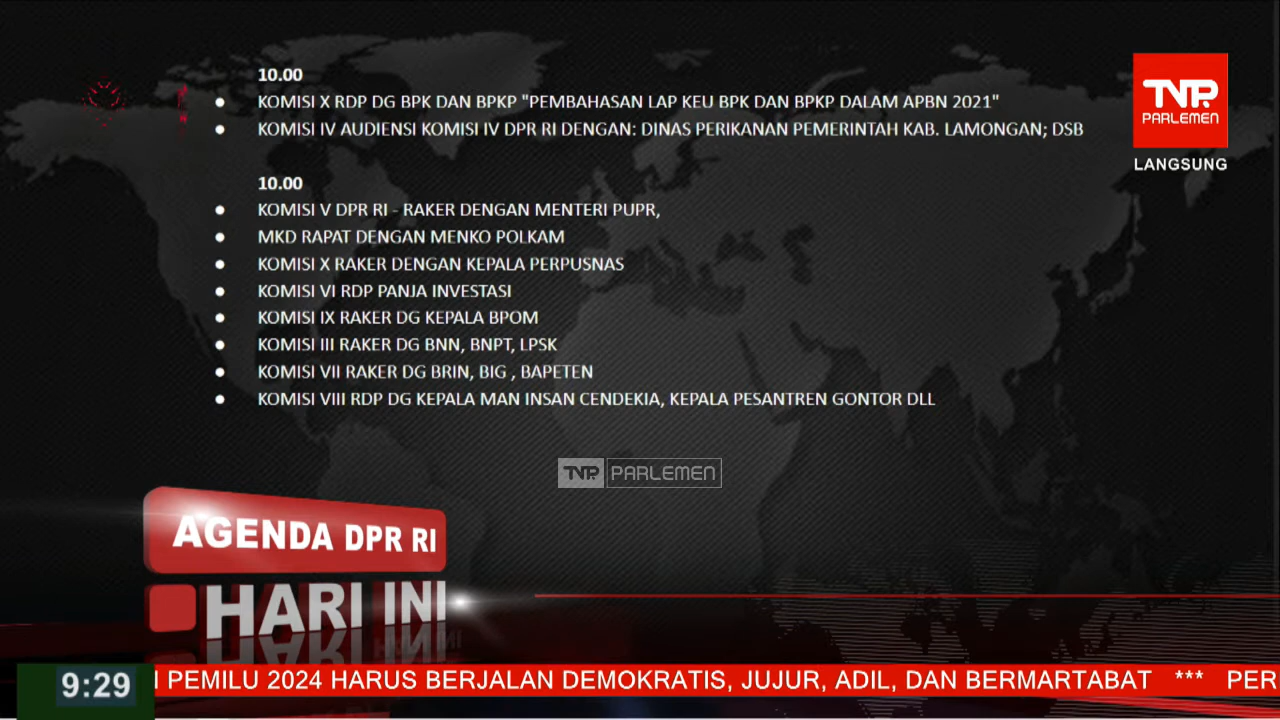 10.00
• KOMISI X RDP DG BPK DAN BPKP "PEMBAHASAN LAP KEU BPK DAN BPKP DALAM APBN 2021"
• KOMISI IV AUDIENSI KOMISI IV DPR RI DENGAN: DINAS PERIKANAN PEMERINTAH KAB. LAMONGAN; DSB
TVP.
PARLEMEN
LANGSUNG
10.00
• KOMISI V DPR RI - RAKER DENGAN MENTERI PUPR,
• MKD RAPAT DENGAN MENKO POLKAM
• KOMISI X RAKER DENGAN KEPALA PERPUSNAS
• KOMISI VI RDP PANJA INVESTASI
• KOMISI IX RAKER DG KEPALA BPOM
• KOMISI III RAKER DG BNN, BNPT, LPSK
• KOMISI VII RAKER DG BRIN, BIG , BAPETEN
• KOMISI VIII RDP DG KEPALA MAN INSAN CENDEKIA, KEPALA PESANTREN GONTOR DLL
TVP. PARLEMEN
AGENDA DPR RI
HARI INI
9:29
PEMILU 2024 HARUS BERJALAN DEMOKRATIS, JUJUR, ADIL, DAN BERMARTABAT *** PER